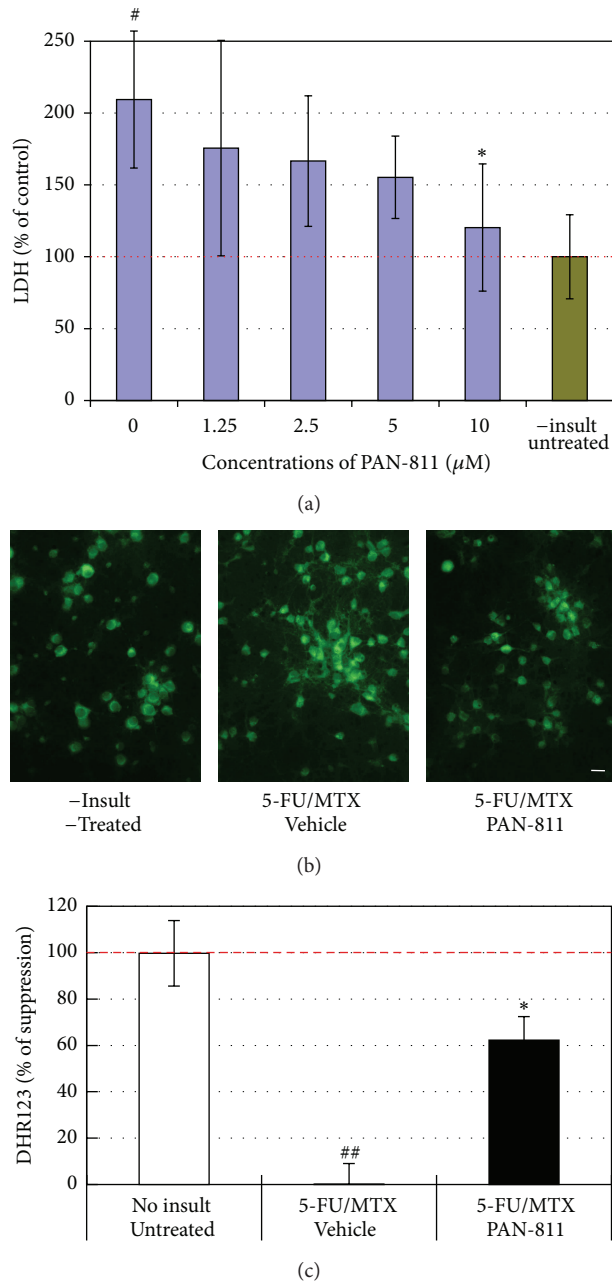 #
250
200
150
100
50
0
LDH (% of control)
*
0 1.25 2.5 5 10 −insult
untreated
Concentrations of PAN-811 (μM)
(a)
−Insult 5-FU/MTX 5-FU/MTX
−Treated Vehicle PAN-811
(b)
120
100
80
60
40
20
0
DHR123 (% of suppression)
##
*
No insult 5-FU/MTX 5-FU/MTX
Untreated Vehicle PAN-811
(c)